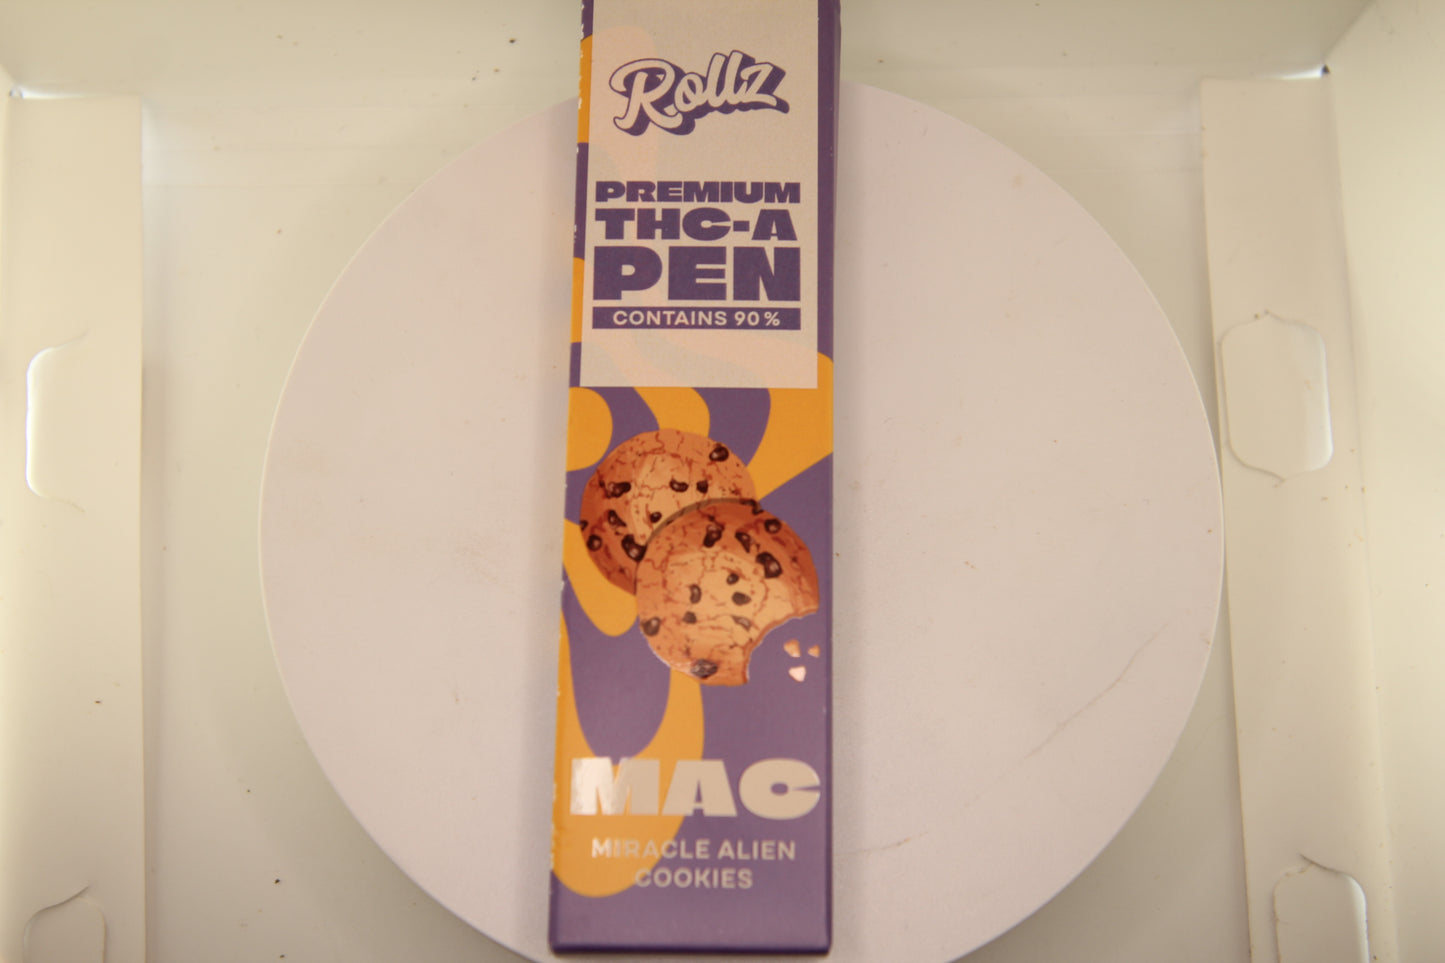 Rollz
PREMIUM
THC-A
PEN
CONTAINS 90%
MAC
MIRACLE ALIEN
COOKIES